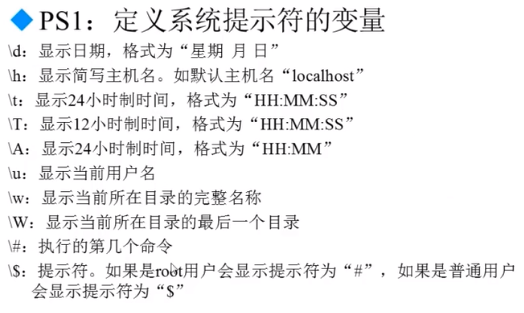 ◆PS1：定义系统提示符的变量
\d：显示日期，格式为“星期 月 日”
\h：显示简写主机名。如默认主机名“localhost”
\t：显示24小时制时间，格式为“HH:MM:SS”
\T：显示12小时制时间，格式为“HH:MM:SS”
\A：显示24小时制时间，格式为“HH:MM”
\u：显示当前用户名
\w：显示当前所在目录的完整名称
\W：显示当前所在目录的最后一个目录
\#：执行的第几个命令
\$：提示符。如果是root用户会显示提示符为“#”，如果是普通用户
会显示提示符为“$”